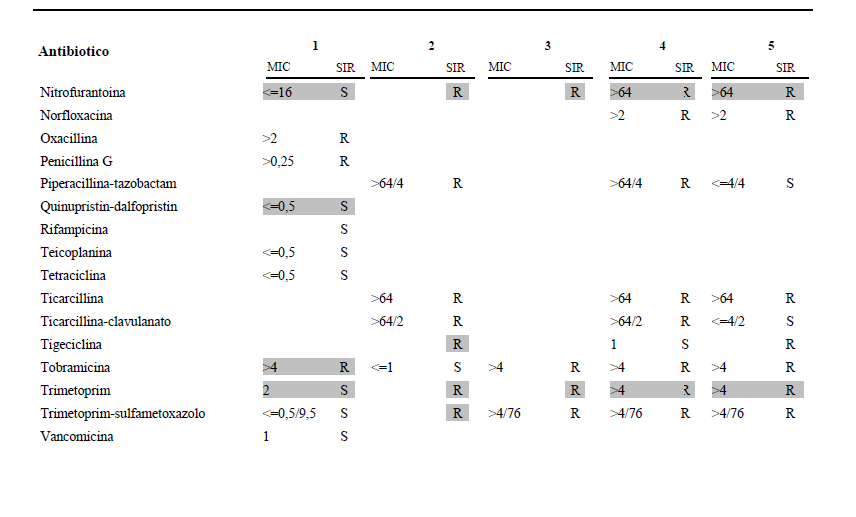 1 2 3 4 5
Antibiotico
MIC SIR MIC SIR MIC SIR MIC SIR MIC SIR
Nitrofurantoina <=16 S R R >64 R >64 R
Norfloxacina >2 R >2 R
Oxacillina >2 R
Penicillina G >0,25 R
Piperacillina-tazobactam >64/4 R >64/4 R <=4/4 S
Quinupristin-dalfopristin <=0,5 S
Rifampicina S
Teicoplanina <=0,5 S
Tetraciclina <=0,5 S
Ticarcillina >64 R >64 R >64 R
Ticarcillina-clavulanato >64/2 R >64/2 R <=4/2 S
Tigeciclina R 1 S R
Tobramicina >4 R <=1 S >4 R >4 R >4 R
Trimetoprim 2 S R R >4 R >4 R
Trimetoprim-sulfametoxazolo <=0,5/9,5 S R >4/76 R >4/76 R >4/76 R
Vancomicina 1 S